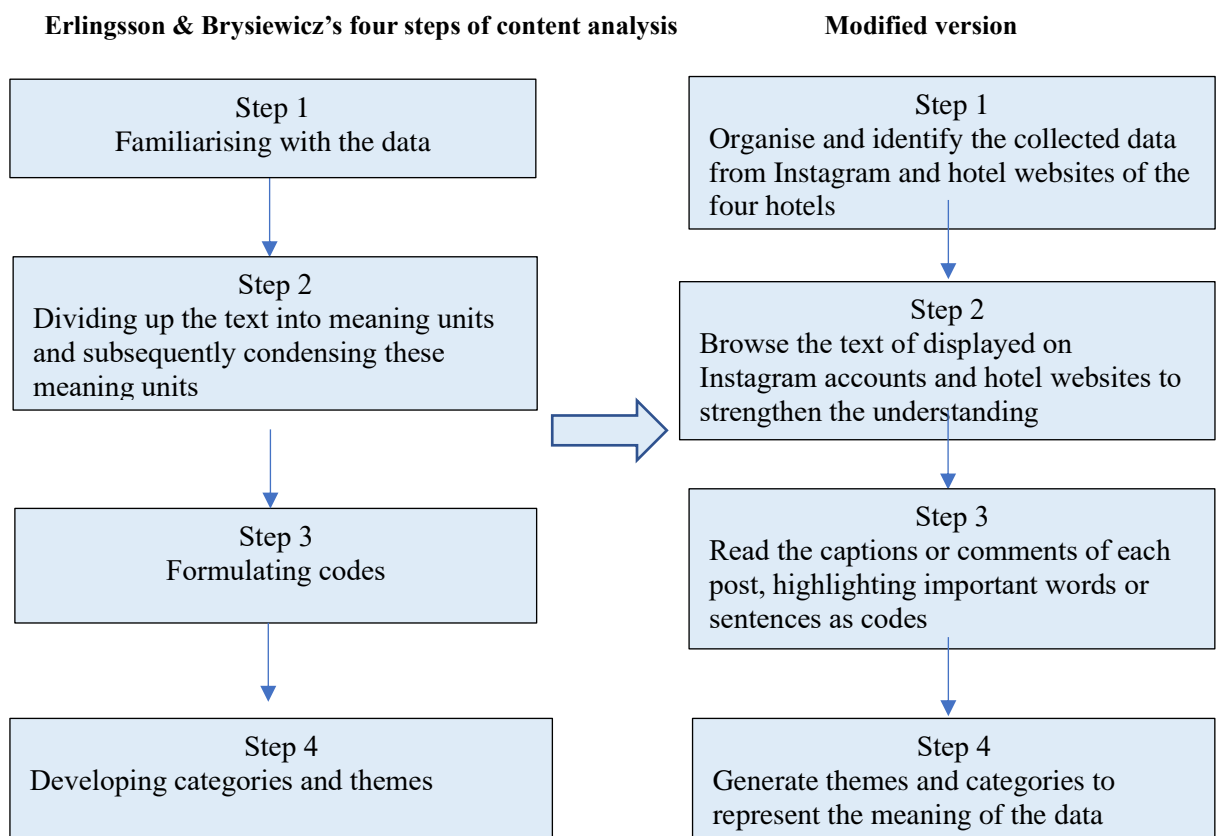 Erlingsson & Brysiewicz’s four steps of content analysis
Modified version
Step 1
Familiarising with the data
Step 2
Dividing up the text into meaning units
and subsequently condensing these
meaning units
Step 3
Formulating codes
Step 4
Developing categories and themes
Step 1
Organise and identify the collected data
from Instagram and hotel websites of the
four hotels
Step 2
Browse the text of displayed on
Instagram accounts and hotel websites to
strengthen the understanding
Step 3
Read the captions or comments of each
post, highlighting important words or
sentences as codes
Step 4
Generate themes and categories to
represent the meaning of the data